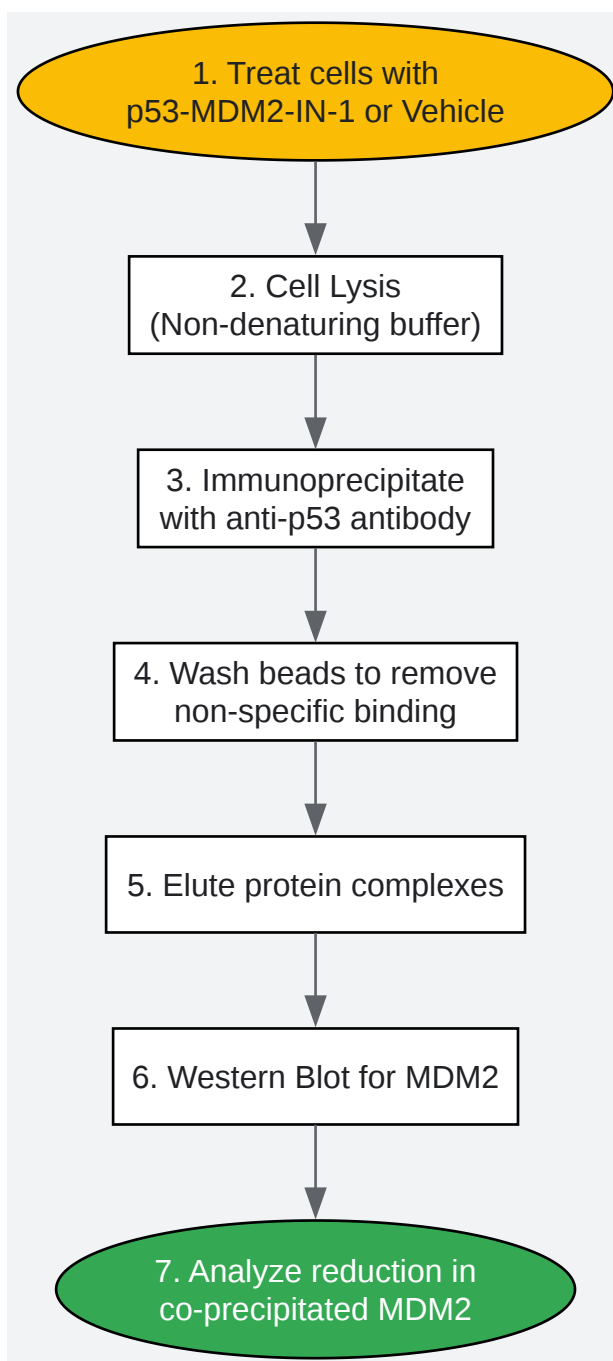 1. Treat cells with
p53-MDM2-IN-1 or Vehicle
2. Cell Lysis
(Non-denaturing buffer)
3. Immunoprecipitate
with anti-p53 antibody
4. Wash beads to remove
non-specific binding
5. Elute protein complexes
6. Western Blot for MDM2
7. Analyze reduction in
co-precipitated MDM2